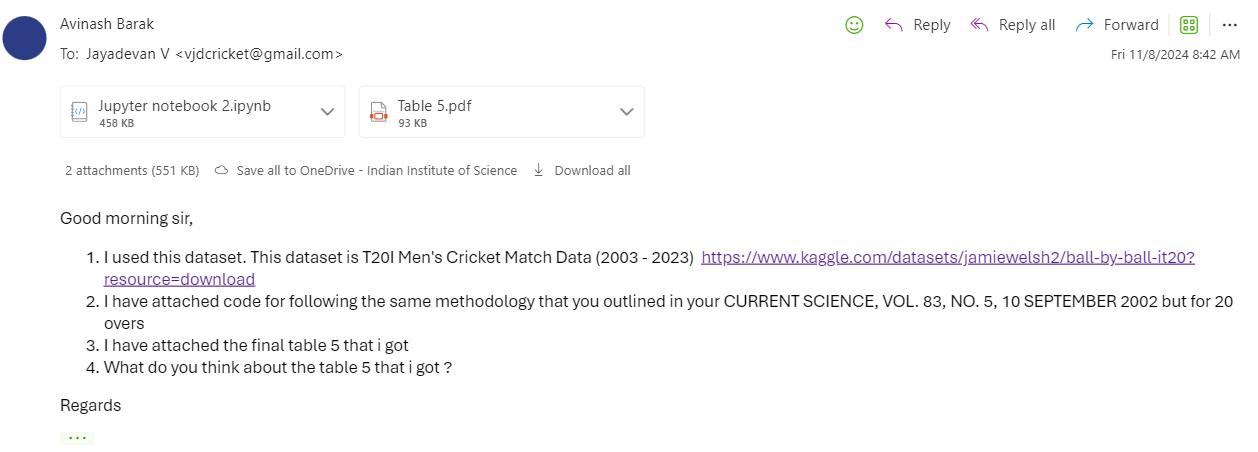 Avinash Barak
Reply
Reply all
Forward
To: Jayadevan V <vjdcricket@gmail.com>
Fri 11/8/2024 8:42 AM
Jupyter notebook 2.ipynb
458 KB
Table 5.pdf
93 KB
2 attachments (551 KB) Save all to OneDrive - Indian Institute of Science Download all
Good morning sir,
1. I used this dataset. This dataset is T20I Men's Cricket Match Data (2003 - 2023) https://www.kaggle.com/datasets/jamiewelsh2/ball-by-ball-it20?
resource=download
2. I have attached code for following the same methodology that you outlined in your CURRENT SCIENCE, VOL. 83, NO. 5, 10 SEPTEMBER 2002 but for 20
overs
3. I have attached the final table 5 that i got
4. What do you think about the table 5 that i got ?
Regards
...